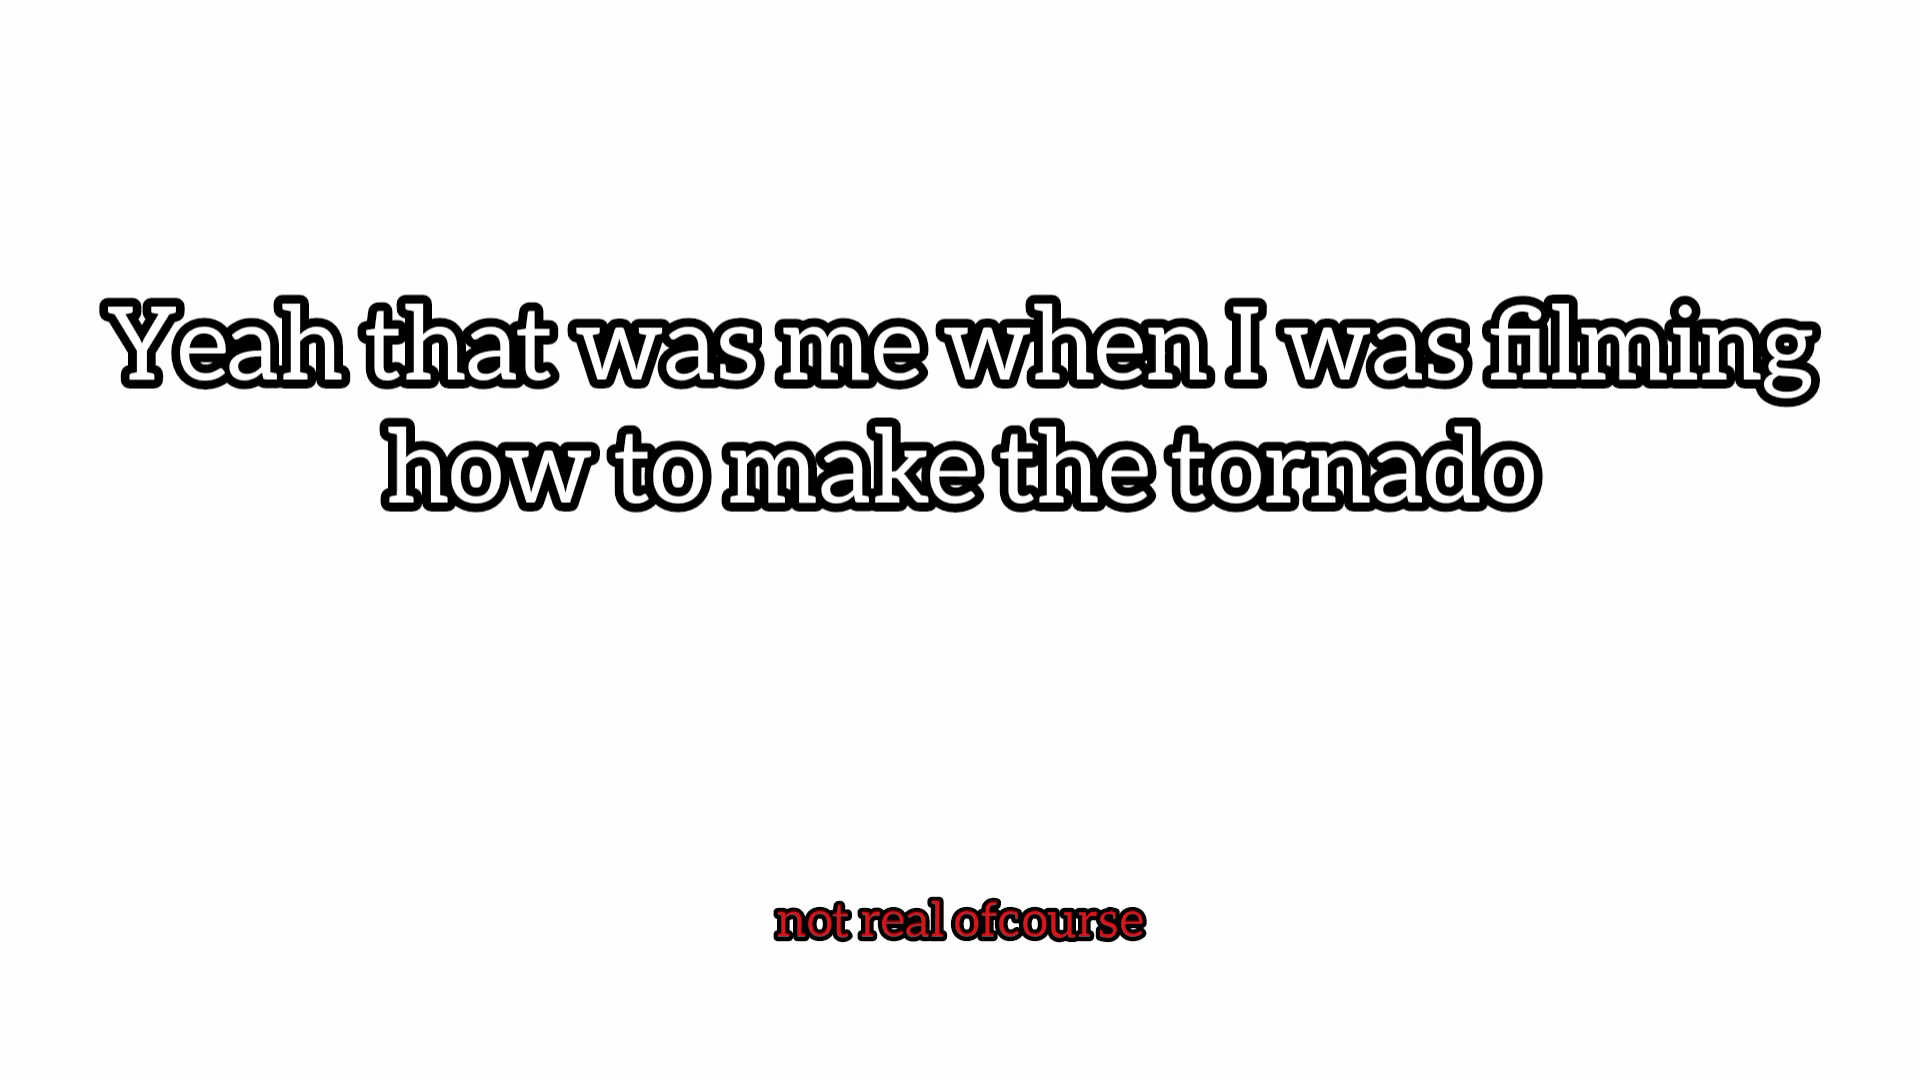 Yeah that was me when I was filming
how to make the tornado
not real ofcourse